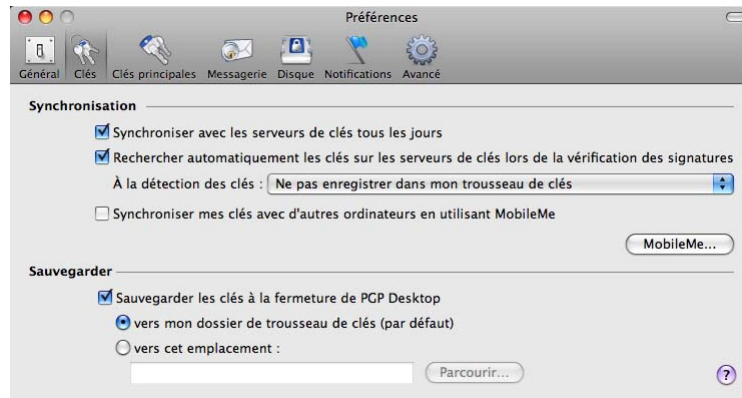 Préférences
Général Clés Clés principales Messagerie Disque Notifications Avancé
Synchronisation
Synchroniser avec les serveurs de clés tous les jours
Rechercher automatiquement les clés sur les serveurs de clés lors de la vérification des signatures
À la détection des clés : Ne pas enregistrer dans mon trousseau de clés
Synchroniser mes clés avec d'autres ordinateurs en utilisant MobileMe
MobileMe...
Sauvegarder
Sauvegarder les clés à la fermeture de PGP Desktop
vers mon dossier de trousseau de clés (par défaut)
vers cet emplacement :
Parcourir...
?